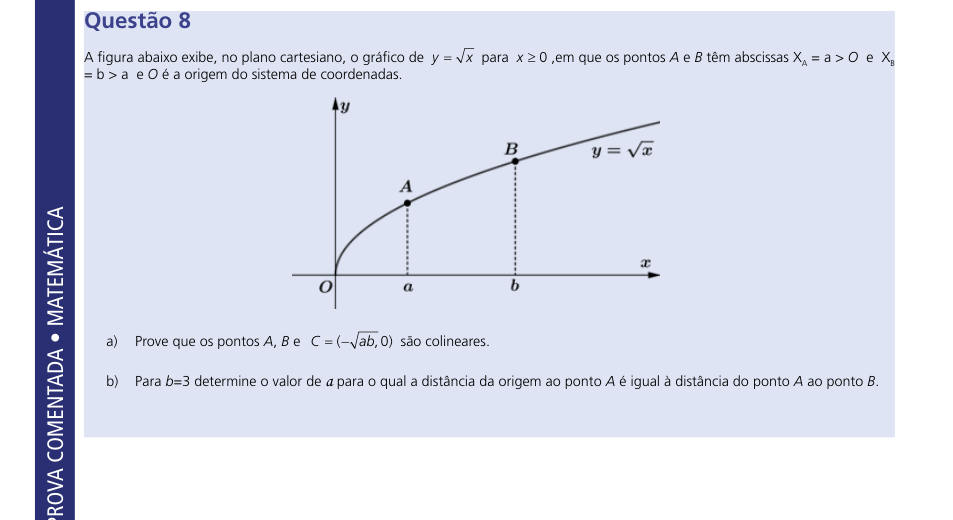 Questão 8
A figura abaixo exibe, no plano cartesiano, o gráfico de y = √x para x ≥ 0 ,em que os pontos A e B têm abscissas X_A = a > O e X_B
= b > a e O é a origem do sistema de coordenadas.
y
B
y = √x
A
x
O
a
b
a) Prove que os pontos A, B e C = (−√ab, 0) são colineares.
b) Para b=3 determine o valor de a para o qual a distância da origem ao ponto A é igual à distância do ponto A ao ponto B.
PROVA COMENTADA • MATEMÁTICA